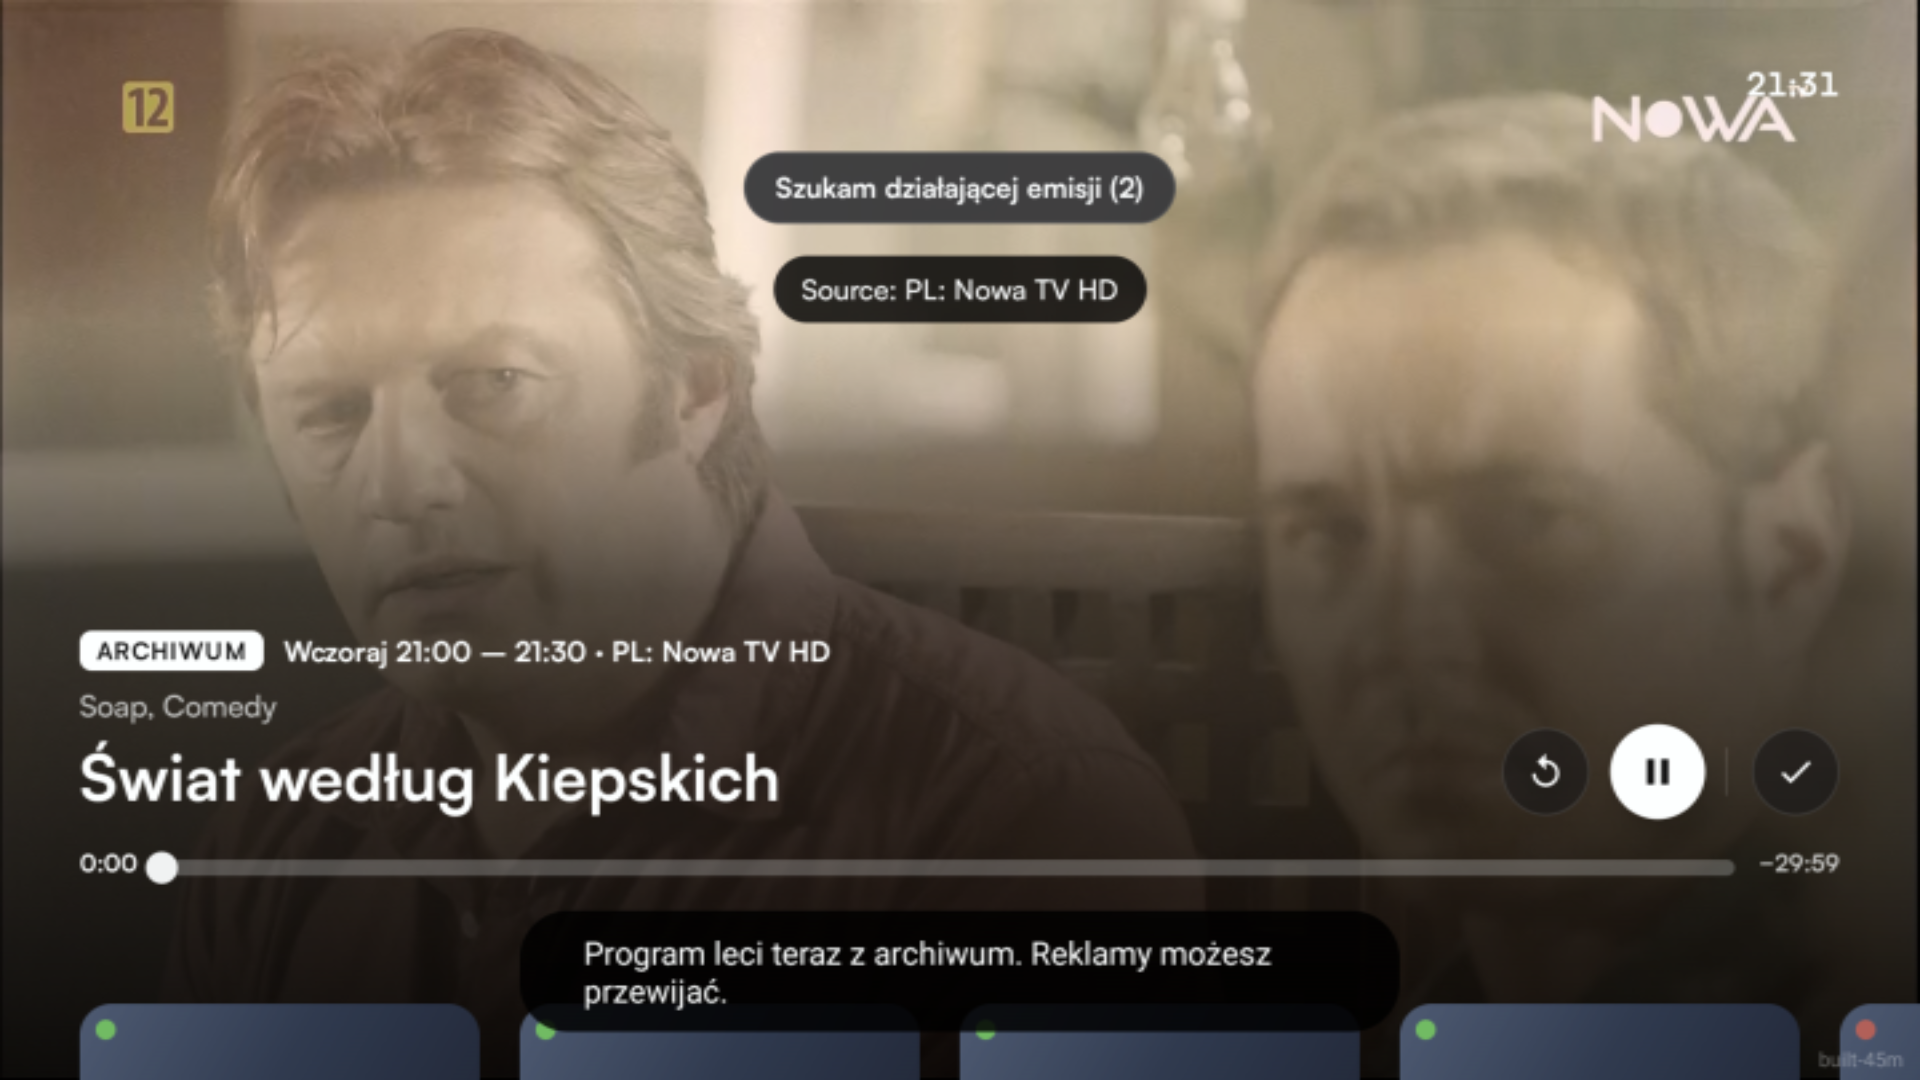 12
21:31
NOWA
Szukam działającej emisji (2)
Source: PL: Nowa TV HD
ARCHIWUM Wczoraj 21:00 — 21:30 • PL: Nowa TV HD
Soap, Comedy
Świat według Kiepskich
0:00
-29:59
Program leci teraz z archiwum. Reklamy możesz
przewijać.
built-45m